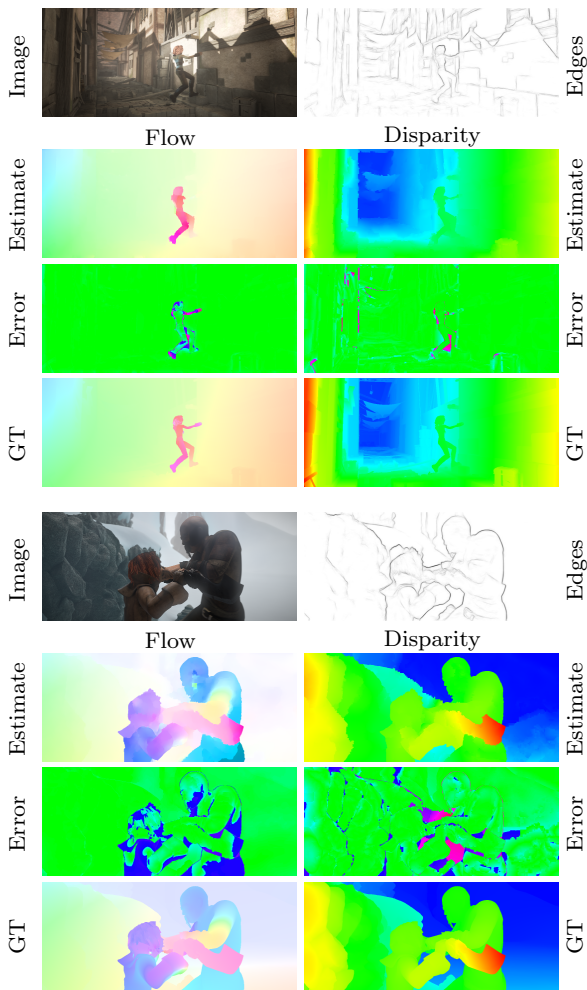 Image
Edges
Flow
Disparity
Estimate
Estimate
Error
Error
GT
GT
Image
Edges
Flow
Disparity
Estimate
Estimate
Error
Error
GT
GT